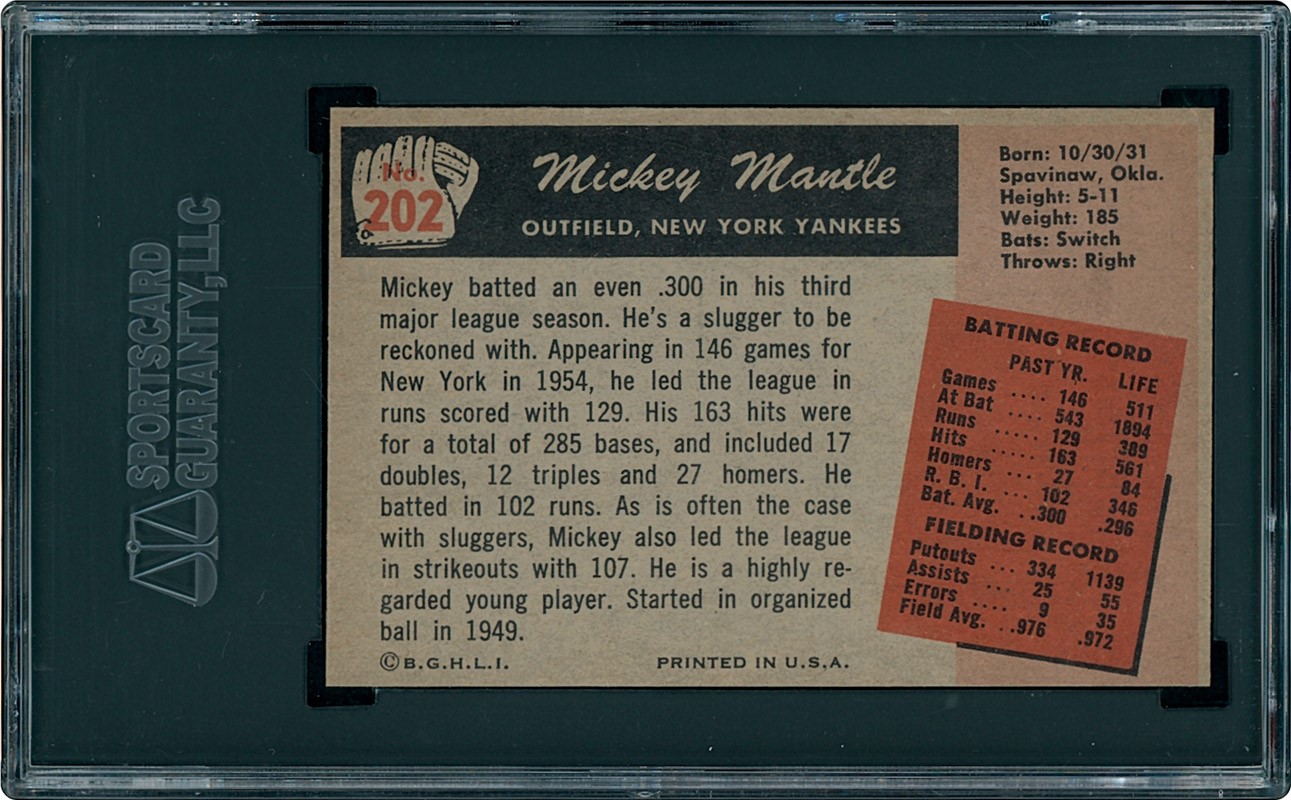 SPORTSCARD
GUARANTY, LLC
No.
202
Mickey Mantle
OUTFIELD, NEW YORK YANKEES
Born: 10/30/31
Spavinaw, Okla.
Height: 5-11
Weight: 185
Bats: Switch
Throws: Right
Mickey batted an even .300 in his third
major league season. He's a slugger to be
reckoned with. Appearing in 146 games for
New York in 1954, he led the league in
runs scored with 129. His 163 hits were
for a total of 285 bases, and included 17
doubles, 12 triples and 27 homers. He
batted in 102 runs. As is often the case
with sluggers, Mickey also led the league
in strikeouts with 107. He is a highly re-
garded young player. Started in organized
ball in 1949.
©B.G.H.L.I. PRINTED IN U.S.A.
BATTING RECORD
PAST YR. LIFE
Games .... 146 511
At Bat .... 543 1894
Runs ..... 129 389
Hits ..... 163 561
Homers ... 27 84
R. B. I. ... 102 346
Bat. Avg. ..300 .296
FIELDING RECORD
Putouts ... 334 1139
Assists ... 25 55
Errors .... 9 35
Field Avg. ..976 .972